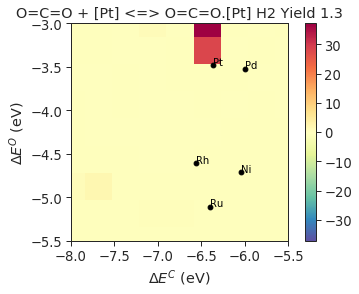 O=C=O + [Pt] <=> O=C=O.[Pt] H2 Yield 1.3
−3.0
−3.5
−4.0
−4.5
−5.0
−5.5
ΔE^O (eV)
Pt
Pd
Rh
Ni
Ru
−8.0 −7.5 −7.0 −6.5 −6.0 −5.5
ΔE^C (eV)
30
20
10
0
−10
−20
−30